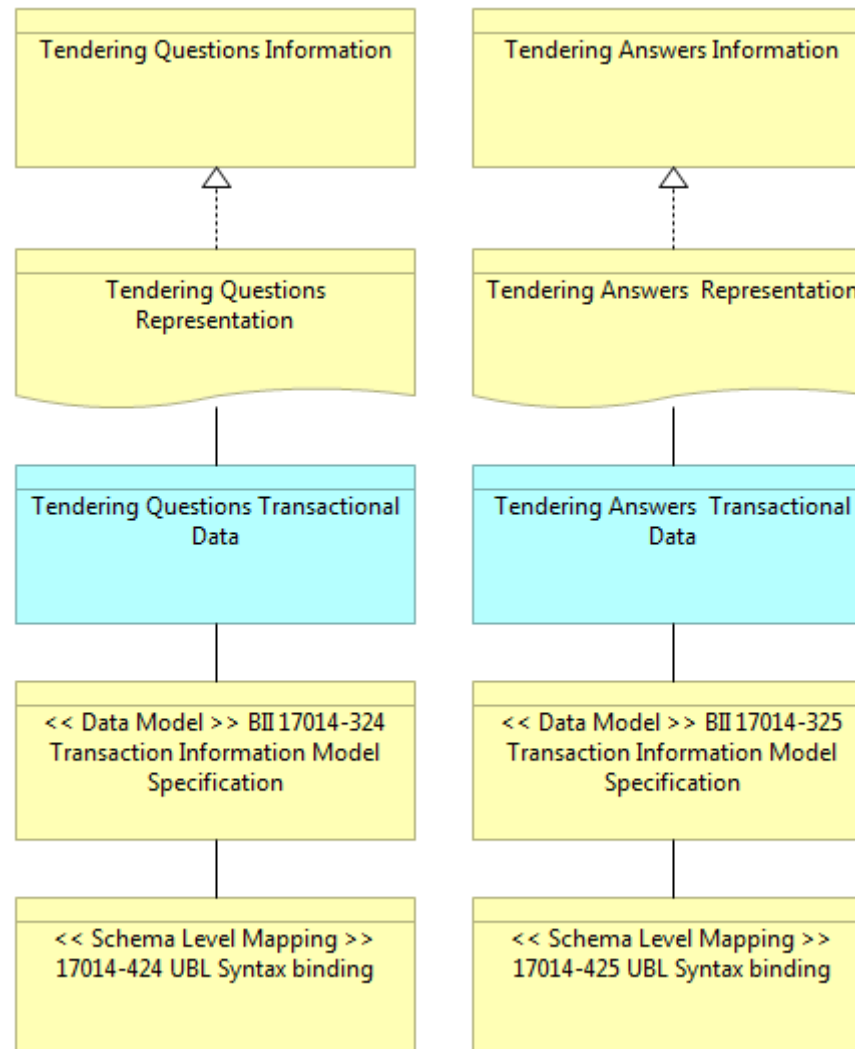 Tendering Questions Information
Tendering Answers Information
Tendering Questions
Representation
Tendering Answers  Representation
Tendering Questions Transactional
Data
Tendering Answers  Transactional
Data
<< Data Model >> BII 17014-324
Transaction Information Model
Specification
<< Data Model >> BII 17014-325
Transaction Information Model
Specification
<< Schema Level Mapping >>
17014-424 UBL Syntax binding
<< Schema Level Mapping >>
17014-425 UBL Syntax binding